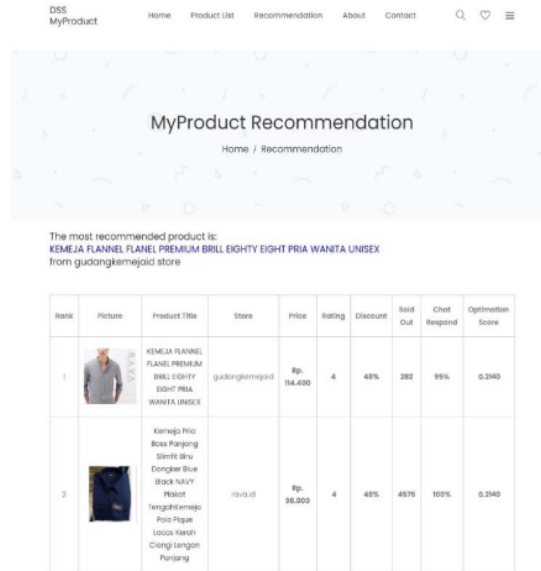 DSS
MyProduct
Home Product List Recommendation About Contact
MyProduct Recommendation
Home / Recommendation
The most recommended product is:
KEMEJA FLANNEL FLANEL PREMIUM BRILL EIGHTY EIGHT PRIA WANITA UNISEX
from gudangkemejaid store
Rank Picture Product Title Store Price Rating Discount Sold Out Chat Respond Optimation Score
1
KEMEJA FLANNEL
FLANEL PREMIUM
BRILL EIGHTY
EIGHT PRIA
WANITA UNISEX
gudangkemejaid
Rp.
114.400
4
48%
282
95%
0.2140
2
Kemeja Pria
Boss Panjang
Slimfit Biru
Dongker Blue
Black NAVY
Plakat
TengahKemeja
Polo Pique
Lacos Kerah
Ciangi Lengan
Panjang
rava.id
Rp.
98.000
4
45%
4576
100%
0.2140